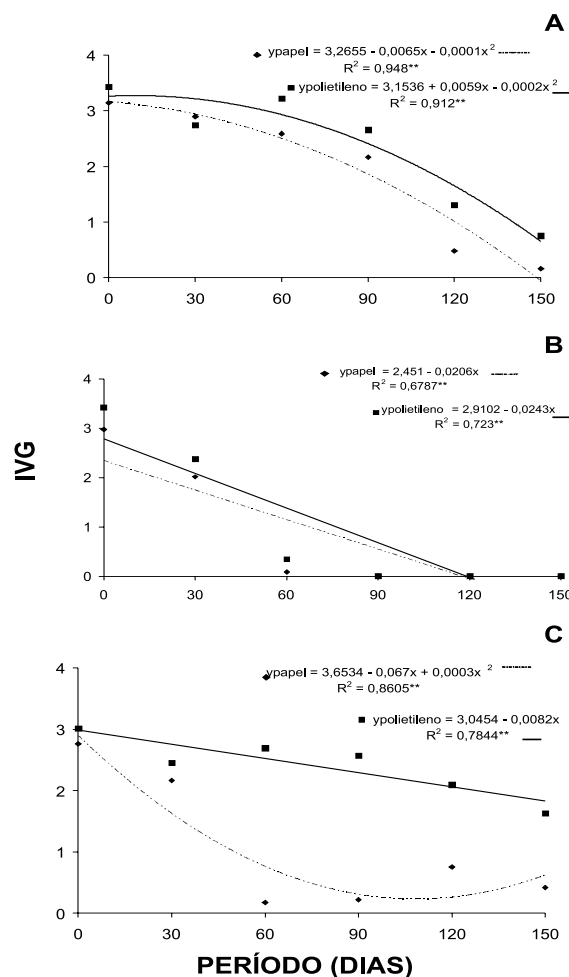 A
ypapel = 3,2655 - 0,0065x - 0,0001x²
R² = 0,948**
ypolietileno = 3,1536 + 0,0059x - 0,0002x²
R² = 0,912**
4
3
2
1
0
0 30 60 90 120 150
B
ypapel = 2,451 - 0,0206x
R² = 0,6787**
ypolietileno = 2,9102 - 0,0243x
R² = 0,723**
4
3
2
1
0
0 30 60 90 120 150
IVG
C
ypapel = 3,6534 - 0,067x + 0,0003x²
R² = 0,8605**
ypolietileno = 3,0454 - 0,0082x
R² = 0,7844**
4
3
2
1
0
0 30 60 90 120 150
PERÍODO (DIAS)